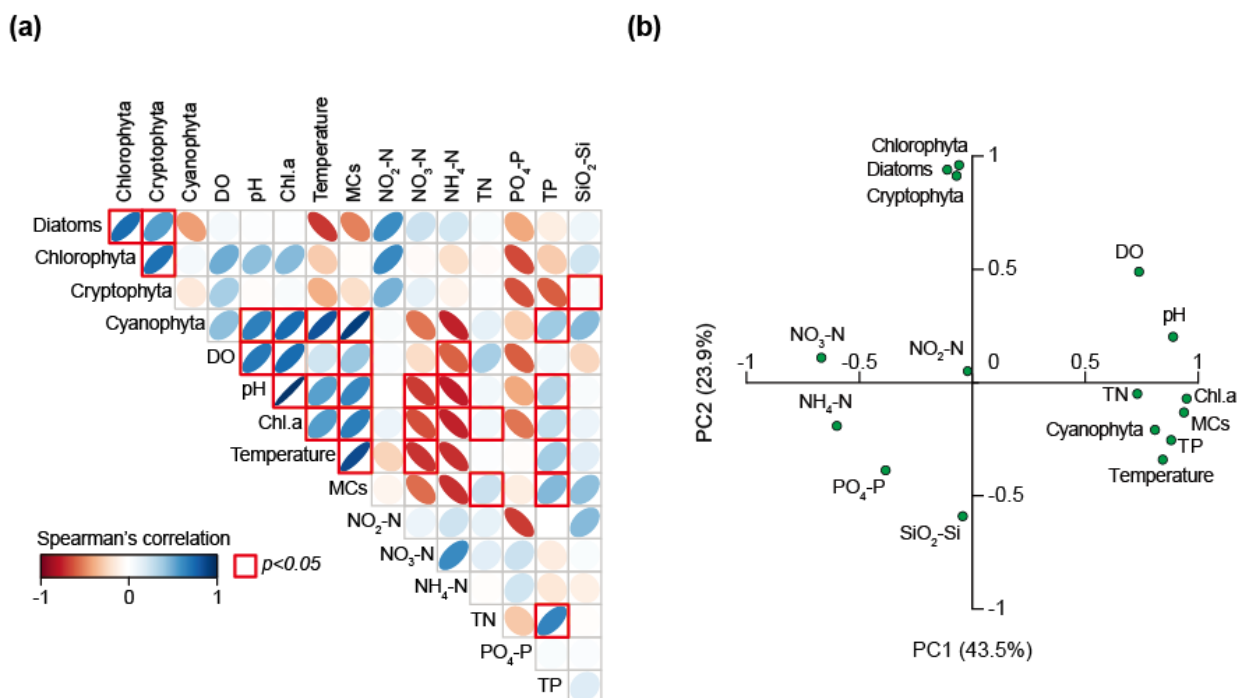 (a)
Chlorophyta
Cryptophyta
Cyanophyta
DO
pH
Chl.a
Temperature
MCs
NO₂-N
NO₃-N
NH₄-N
TN
PO₄-P
TP
SiO₂-Si
Diatoms
Chlorophyta
Cryptophyta
Cyanophyta
DO
pH
Chl.a
Temperature
MCs
NO₂-N
NO₃-N
NH₄-N
TN
PO₄-P
TP
Spearman's correlation
-1 0 1
p<0.05
(b)
Chlorophyta
Diatoms
Cryptophyta
1
DO
0.5
pH
NO₃-N
NO₂-N
-1 -0.5 0 0.5 1
NH₄-N
TN
Chl.a
MCs
Cyanophyta
TP
Temperature
PO₄-P
-0.5
SiO₂-Si
-1
PC2 (23.9%)
PC1 (43.5%)